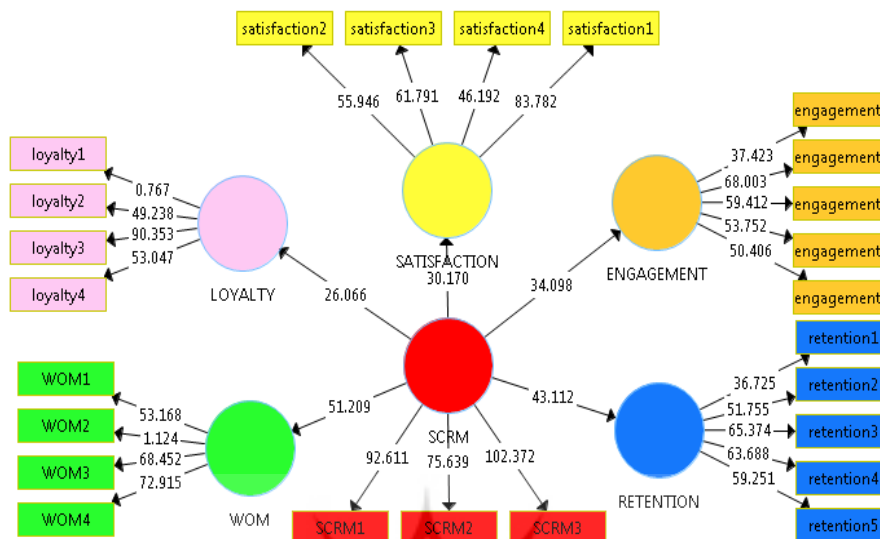 satisfaction2
satisfaction3
satisfaction4
satisfaction1
55.946
61.791
46.192
83.782
SATISFACTION
loyalty1
loyalty2
loyalty3
loyalty4
0.767
49.238
90.353
53.047
LOYALTY
engagement
engagement
engagement
engagement
engagement
37.423
68.003
59.412
53.752
50.406
ENGAGEMENT
26.066
30.170
34.098
51.209
43.112
SCRM
92.611
75.639
102.372
SCRM1
SCRM2
SCRM3
WOM1
WOM2
WOM3
WOM4
53.168
1.124
68.452
72.915
WOM
retention1
retention2
retention3
retention4
retention5
36.725
51.755
65.374
63.688
59.251
RETENTION